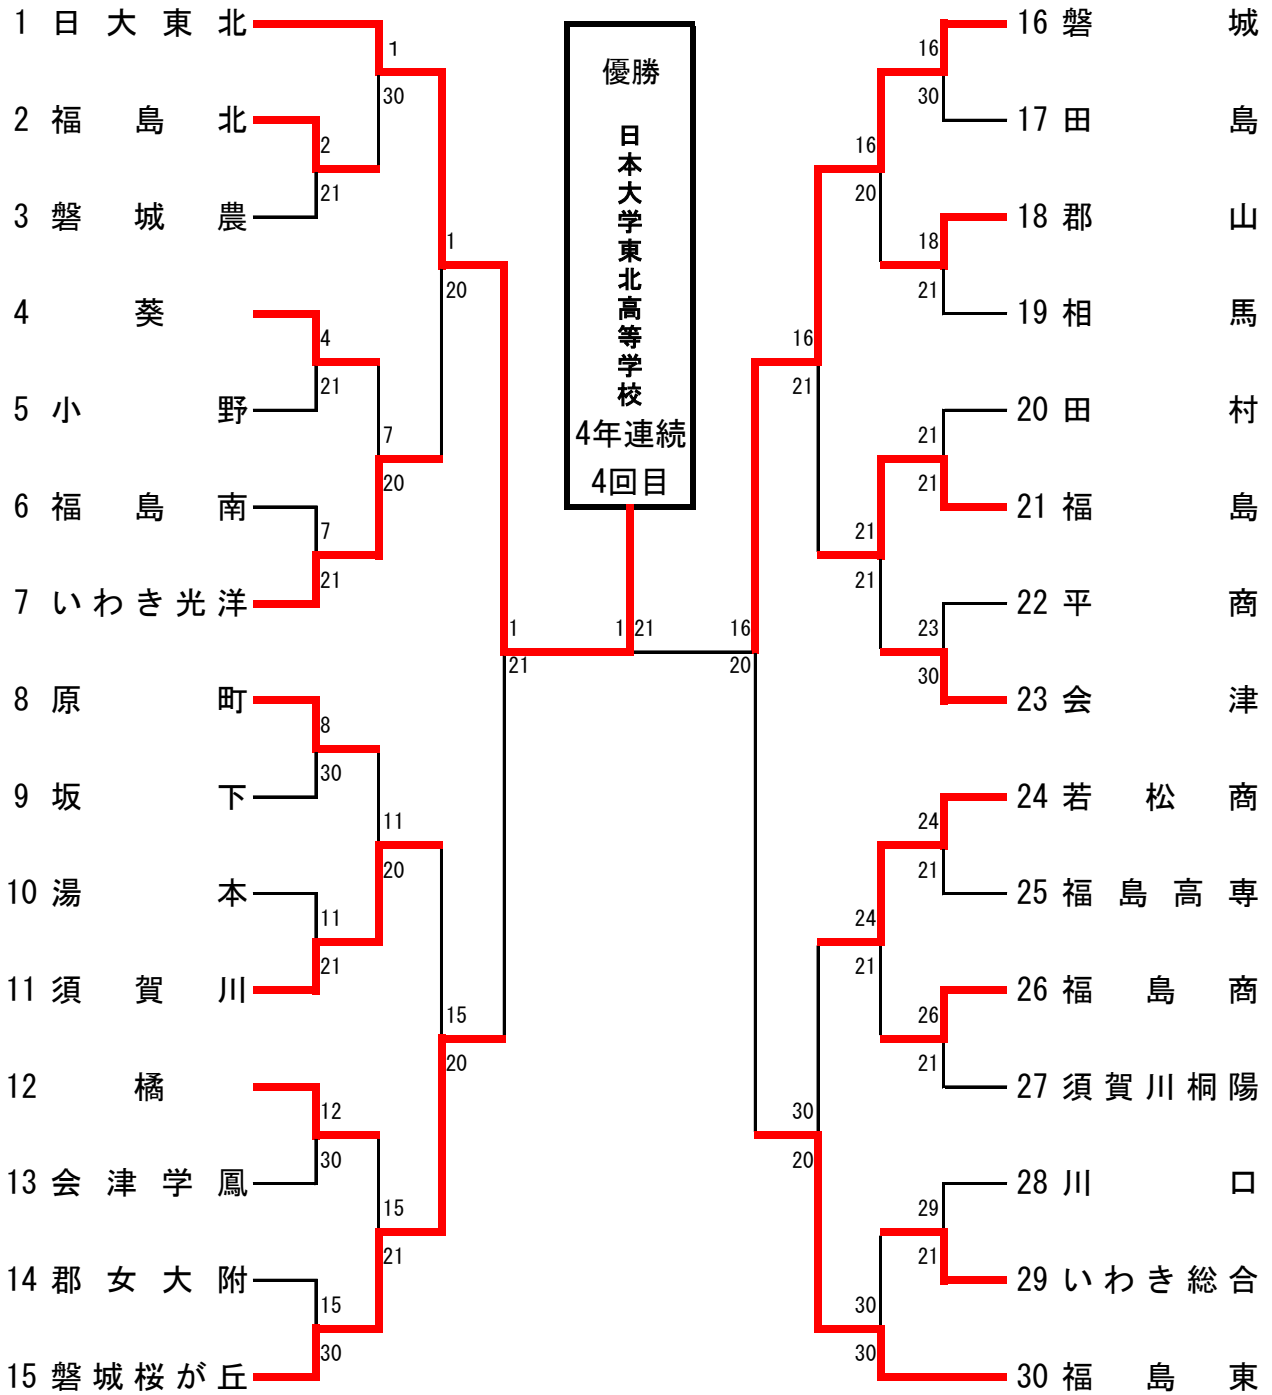 1 日大東北
1
30
2 福島北
2
21
3 磐城農
1
20
4 葵
4
21
5 小野
7
20
6 福島南
7
21
7 いわき光洋
1
21
8 原町
8
30
9 坂下
11
20
10 湯本
11
21
11 須賀川
15
20
12 橘
12
30
13 会津学鳳
15
21
14 郡女大附
15
30
15 磐城桜が丘
優勝
日本大学東北高等学校
4年連続
4回目
1 21
16 磐城
16
30
17 田島
16
20
18 郡山
18
21
19 相馬
16
21
20 田村
21
21
21 福島
21
21
22 平商
23
30
23 会津
16
20
24 若松商
24
21
25 福島高専
24
21
26 福島商
26
21
27 須賀川桐陽
30
20
28 川口
29
21
29 いわき総合
30
30
30 福島東